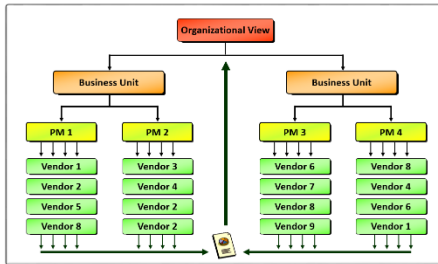 Organizational View
Business Unit
Business Unit
PM 1
PM 2
PM 3
PM 4
Vendor 1
Vendor 3
Vendor 6
Vendor 8
Vendor 2
Vendor 4
Vendor 7
Vendor 4
Vendor 5
Vendor 2
Vendor 8
Vendor 6
Vendor 8
Vendor 2
Vendor 9
Vendor 1